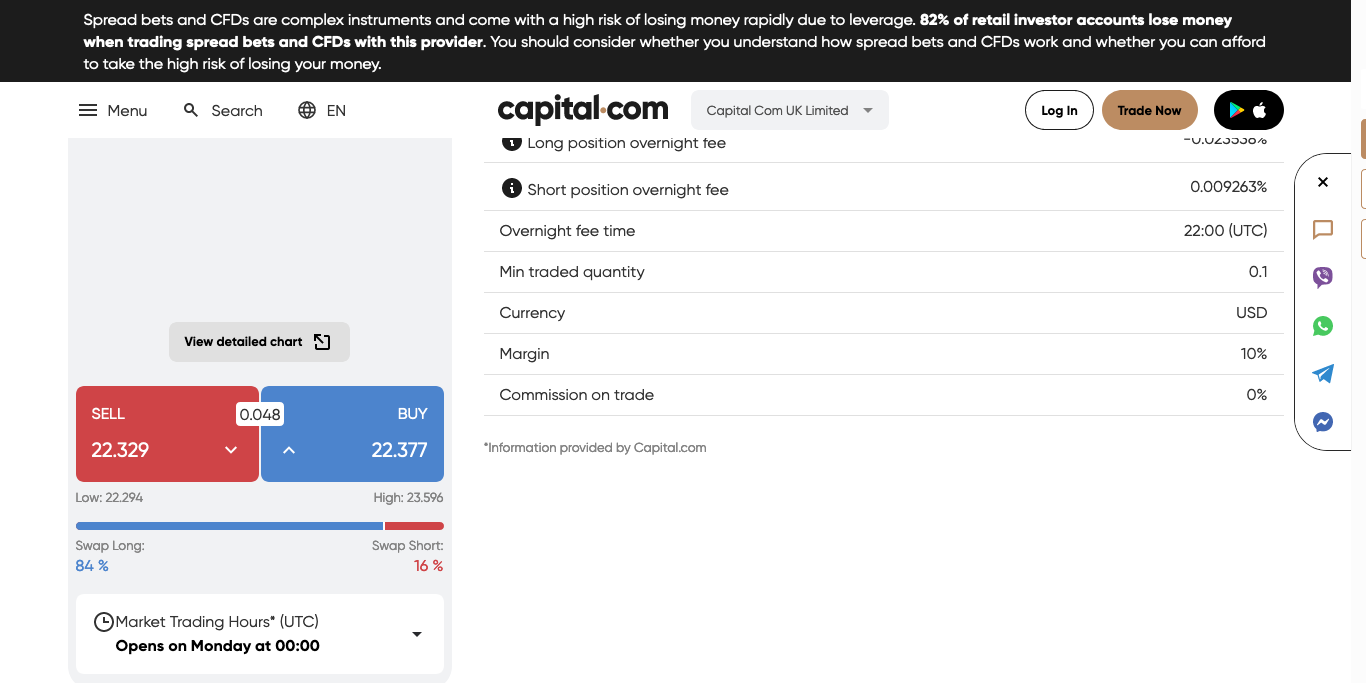 Spread bets and CFDs are complex instruments and come with a high risk of losing money rapidly due to leverage. 82% of retail investor accounts lose money
when trading spread bets and CFDs with this provider. You should consider whether you understand how spread bets and CFDs work and whether you can afford
to take the high risk of losing your money.
Menu
Search
EN
capital.com
Capital Com UK Limited
Log In
Trade Now
Long position overnight fee
-0.023538%
Short position overnight fee
0.009263%
Overnight fee time
22:00 (UTC)
Min traded quantity
0.1
Currency
USD
Margin
10%
Commission on trade
0%
*Information provided by Capital.com
View detailed chart
SELL
22.329
0.048
BUY
22.377
Low: 22.294
High: 23.596
Swap Long:
84 %
Swap Short:
16 %
Market Trading Hours* (UTC)
Opens on Monday at 00:00